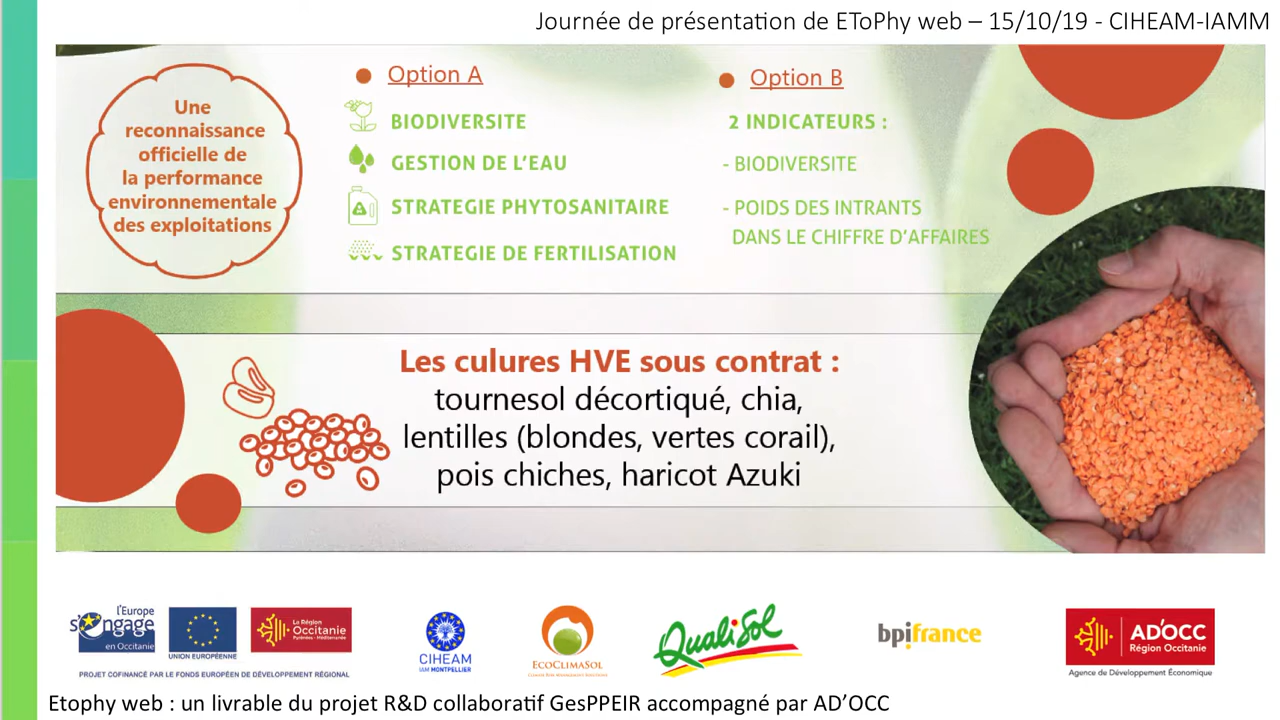 Journée de présentation de EToPhy web – 15/10/19 - CIHEAM-IAMM
Une
reconnaissance
officielle de
la performance
environnementale
des exploitations
Option A
BIODIVERSITE
GESTION DE L'EAU
STRATEGIE PHYTOSANITAIRE
STRATEGIE DE FERTILISATION
Option B
2 INDICATEURS :
- BIODIVERSITE
- POIDS DES INTRANTS
DANS LE CHIFFRE D'AFFAIRES
Les culures HVE sous contrat :
tournesol décortiqué, chia,
lentilles (blondes, vertes corail),
pois chiches, haricot Azuki
l'Europe
s'engage
en Occitanie
UNION EUROPÉENNE
La Région
Occitanie
Pyrénées - Méditerranée
PROJET COFINANCÉ PAR LE FONDS EUROPÉEN DE DÉVELOPPEMENT RÉGIONAL
CIHEAM
IAM MONTPELLIER
ECOCLIMASOL
CLIMATE RISK MANAGEMENT SOLUTIONS
QualiSol
bpifrance
AD'OCC
Région Occitanie
Agence de Développement Économique
Etophy web : un livrable du projet R&D collaboratif GesPPEIR accompagné par AD'OCC